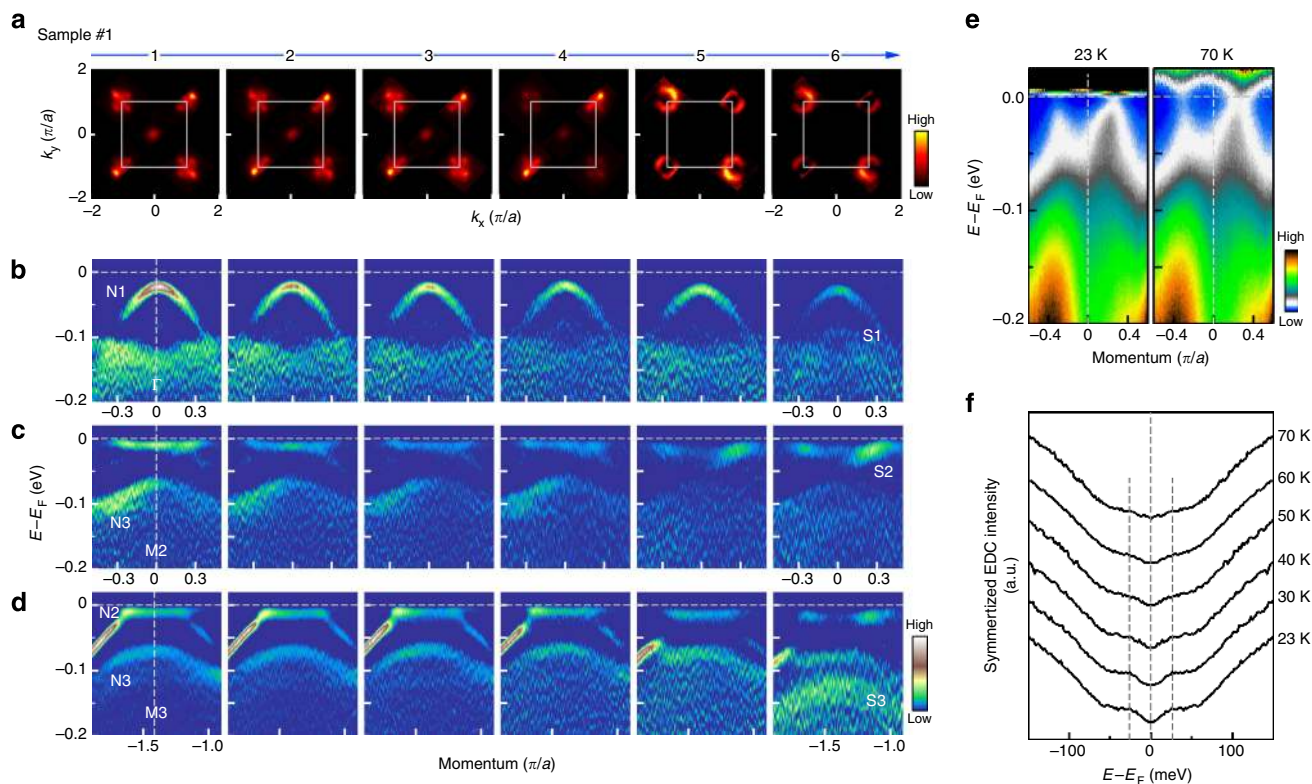 a
Sample #1
1 2 3 4 5 6
2
0
−2
k_y (π/a)
−2 0 2 −2 0 2
k_x (π/a)
High
Low
b
0
−0.1
−0.2
N1
Γ
S1
−0.3 0 0.3 −0.3 0 0.3
c
0
−0.1
−0.2
E−E_F (eV)
N3
M2
S2
−0.3 0 0.3 −0.3 0 0.3
d
0
−0.1
−0.2
N2
N3
M3
S3
High
Low
−1.5 −1.0 −1.5 −1.0
Momentum (π/a)
e
23 K 70 K
0.0
−0.1
−0.2
E−E_F (eV)
High
Low
−0.4 0 0.4 −0.4 0 0.4
Momentum (π/a)
f
Symmertized EDC intensity
(a.u.)
70 K
60 K
50 K
40 K
30 K
23 K
−100 0 100
E−E_F (meV)